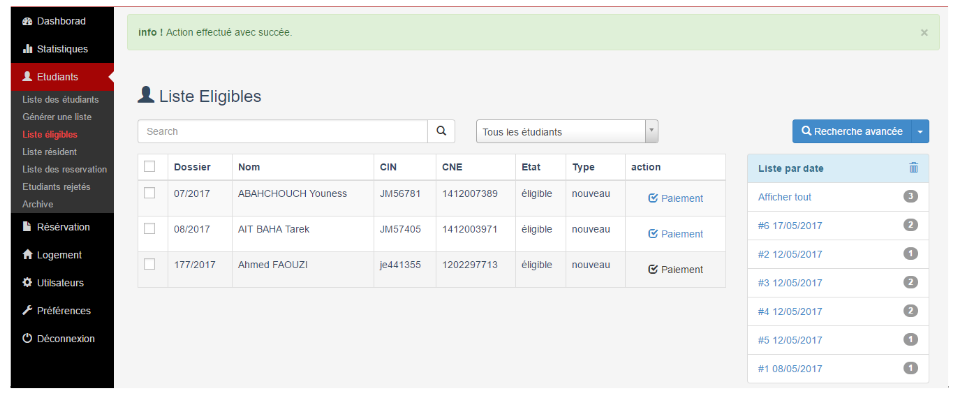 Dashborad
Statistiques
Etudiants
Liste des étudiants
Générer une liste
Liste éligibles
Liste résident
Liste des reservation
Etudiants rejetés
Archive
Résérvation
Logement
Utilsateurs
Préférences
Déconnexion
info ! Action effectué avec succée. ×
Liste Eligibles
Search
Tous les étudiants
Recherche avancée
Dossier Nom CIN CNE Etat Type action
07/2017 ABAHCHOUCH Youness JM56781 1412007389 éligible nouveau Paiement
08/2017 AIT BAHA Tarek JM57405 1412003971 éligible nouveau Paiement
177/2017 Ahmed FAOUZI je441355 1202297713 éligible nouveau Paiement
Liste par date
Afficher tout 3
#6 17/05/2017 2
#2 12/05/2017 1
#3 12/05/2017 2
#4 12/05/2017 2
#5 12/05/2017 1
#1 08/05/2017 1